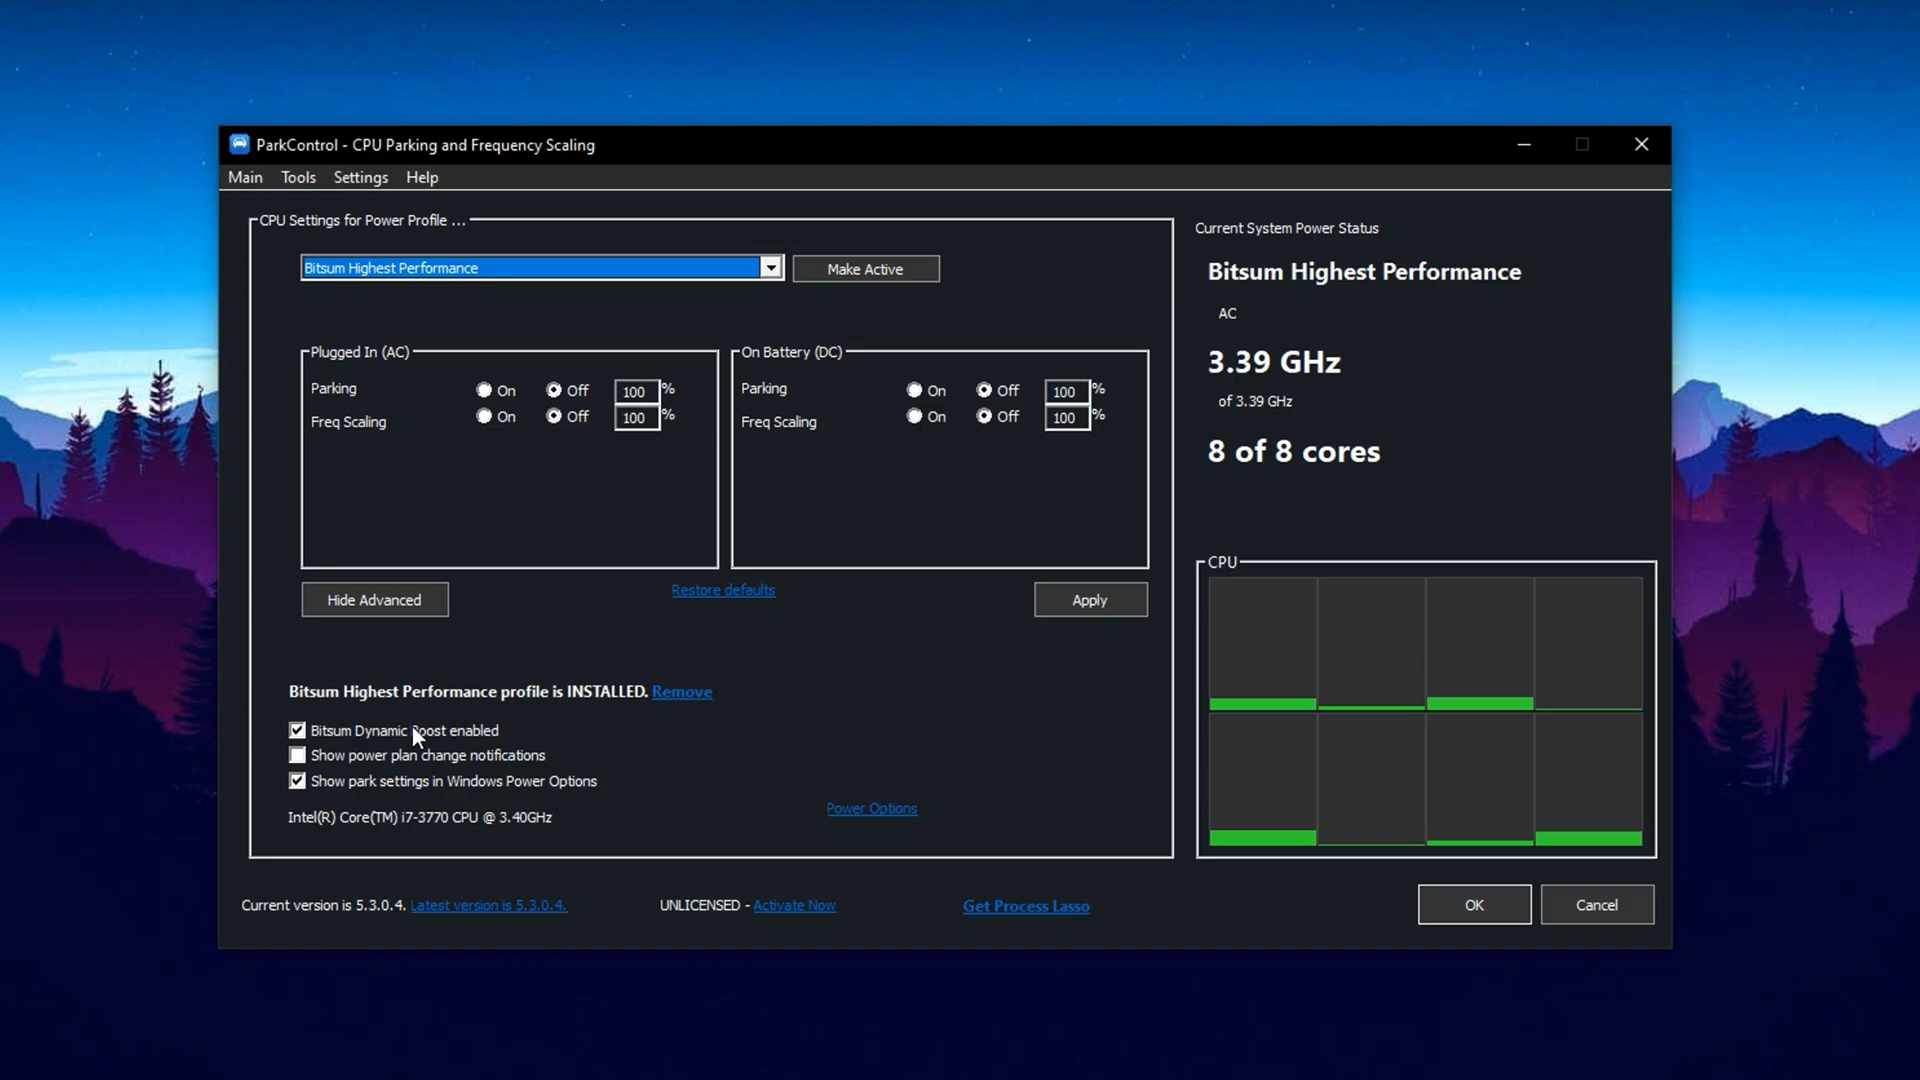 ParkControl - CPU Parking and Frequency Scaling
Main Tools Settings Help
CPU Settings for Power Profile ...
Bitsum Highest Performance
Make Active
Plugged In (AC)
Parking On Off 100 %
Freq Scaling On Off 100 %
On Battery (DC)
Parking On Off 100 %
Freq Scaling On Off 100 %
Hide Advanced
Restore defaults
Apply
Bitsum Highest Performance profile is INSTALLED. Remove
Bitsum Dynamic Boost enabled
Show power plan change notifications
Show park settings in Windows Power Options
Intel(R) Core(TM) i7-3770 CPU @ 3.40GHz
Power Options
Current System Power Status
Bitsum Highest Performance
AC
3.39 GHz
of 3.39 GHz
8 of 8 cores
CPU
Current version is 5.3.0.4. Latest version is 5.3.0.4.
UNLICENSED - Activate Now
Get Process Lasso
OK
Cancel